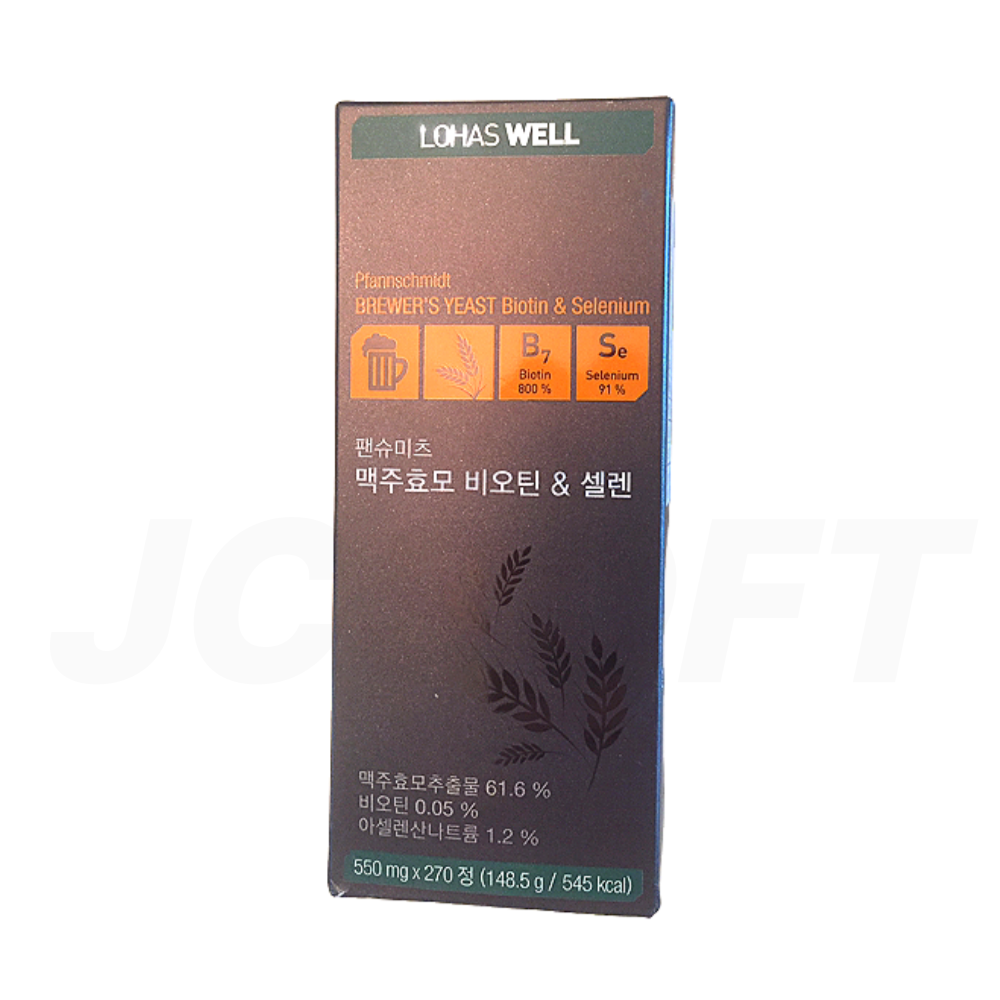 LOHAS WELL
Pfannschmidt
BREWER'S YEAST Biotin & Selenium
B7
Biotin
800 %
Se
Selenium
91 %
팬슈미츠
맥주효모 비오틴 & 셀렌
맥주효모추출물 61.6 %
비오틴 0.05 %
아셀렌산나트륨 1.2 %
550 mg x 270 정 (148.5 g / 545 kcal)